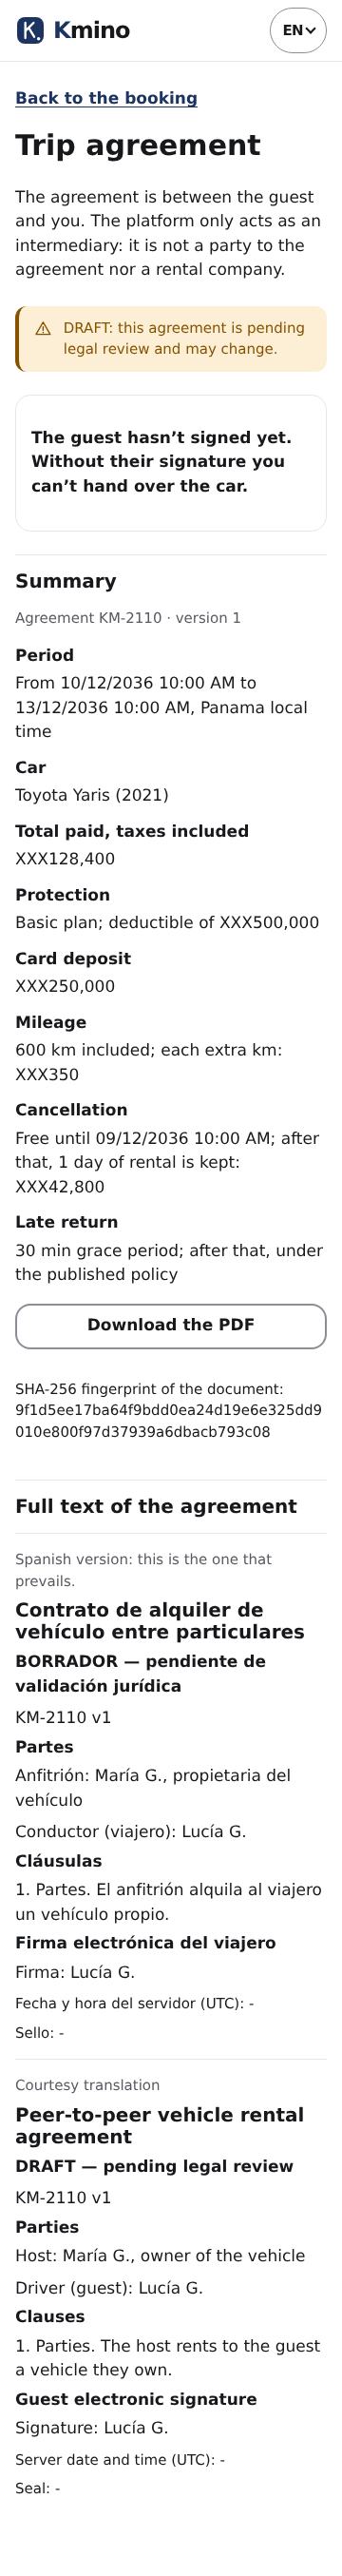 Kmino
EN
Back to the booking
Trip agreement
The agreement is between the guest
and you. The platform only acts as an
intermediary: it is not a party to the
agreement nor a rental company.
DRAFT: this agreement is pending
legal review and may change.
The guest hasn’t signed yet.
Without their signature you
can’t hand over the car.
Summary
Agreement KM-2110 · version 1
Period
From 10/12/2036 10:00 AM to
13/12/2036 10:00 AM, Panama local
time
Car
Toyota Yaris (2021)
Total paid, taxes included
XXX128,400
Protection
Basic plan; deductible of XXX500,000
Card deposit
XXX250,000
Mileage
600 km included; each extra km:
XXX350
Cancellation
Free until 09/12/2036 10:00 AM; after
that, 1 day of rental is kept:
XXX42,800
Late return
30 min grace period; after that, under
the published policy
Download the PDF
SHA-256 fingerprint of the document:
9f1d5ee17ba64f9bdd0ea24d19e6e325dd9
010e800f97d37939a6dbacb793c08
Full text of the agreement
Spanish version: this is the one that
prevails.
Contrato de alquiler de
vehículo entre particulares
BORRADOR — pendiente de
validación jurídica
KM-2110 v1
Partes
Anfitrión: María G., propietaria del
vehículo
Conductor (viajero): Lucía G.
Cláusulas
1. Partes. El anfitrión alquila al viajero
un vehículo propio.
Firma electrónica del viajero
Firma: Lucía G.
Fecha y hora del servidor (UTC): -
Sello: -
Courtesy translation
Peer-to-peer vehicle rental
agreement
DRAFT — pending legal review
KM-2110 v1
Parties
Host: María G., owner of the vehicle
Driver (guest): Lucía G.
Clauses
1. Parties. The host rents to the guest
a vehicle they own.
Guest electronic signature
Signature: Lucía G.
Server date and time (UTC): -
Seal: -